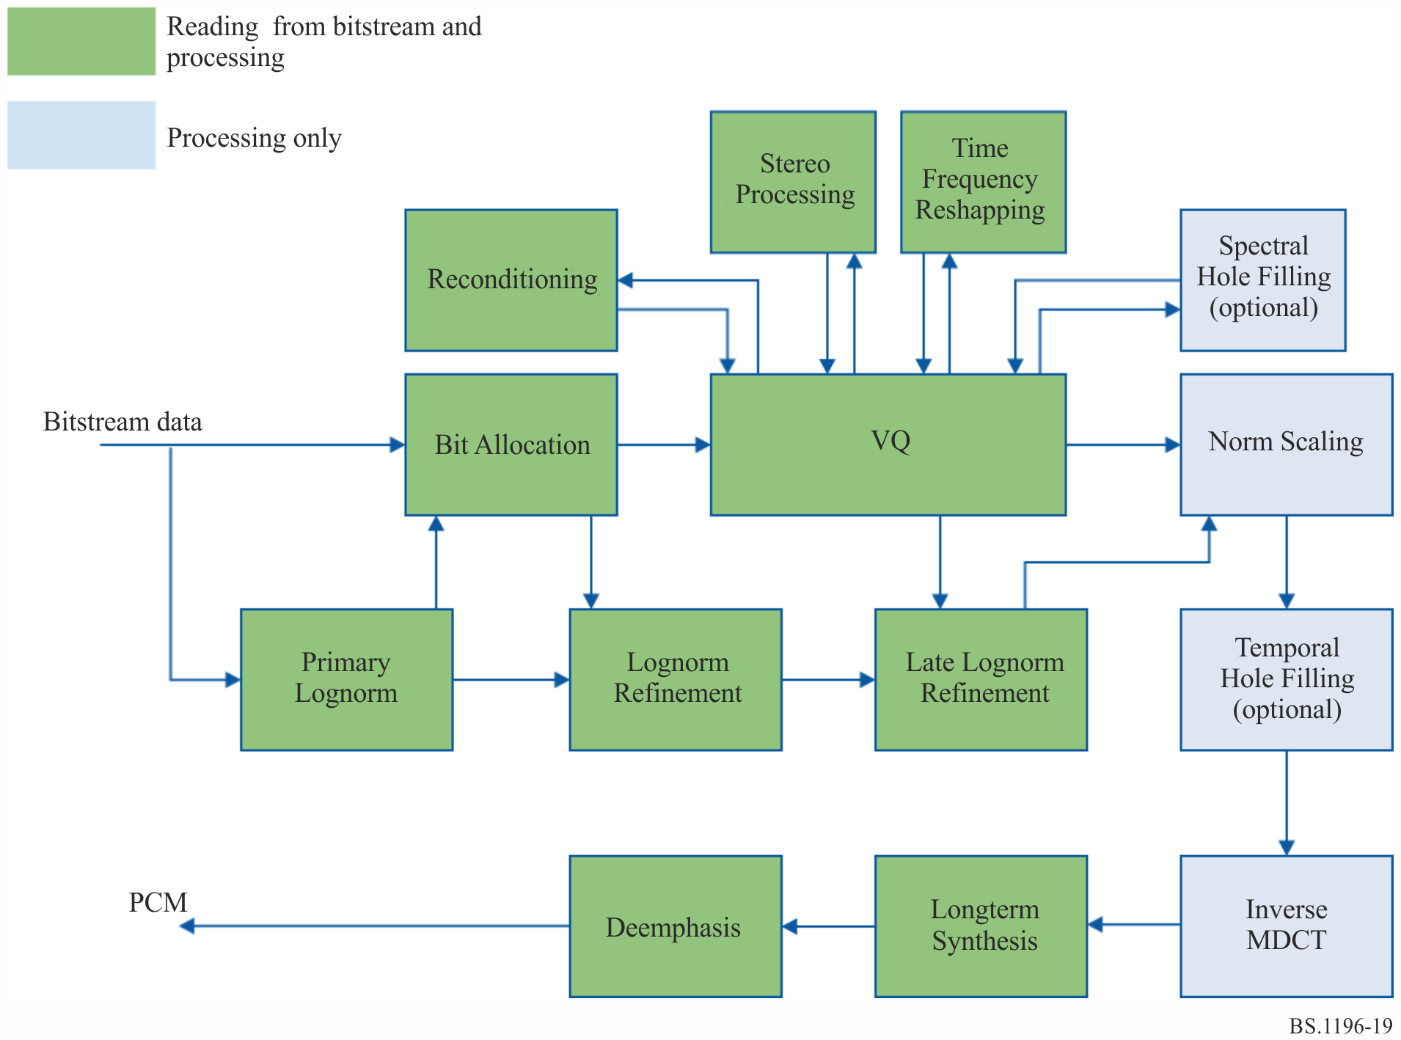 Reading from bitstream and
processing
Processing only
Stereo
Processing
Time
Frequency
Reshapping
Reconditioning
Spectral
Hole Filling
(optional)
Bitstream data
Bit Allocation
VQ
Norm Scaling
Primary
Lognorm
Lognorm
Refinement
Late Lognorm
Refinement
Temporal
Hole Filling
(optional)
PCM
Deemphasis
Longterm
Synthesis
Inverse
MDCT
BS.1196-19